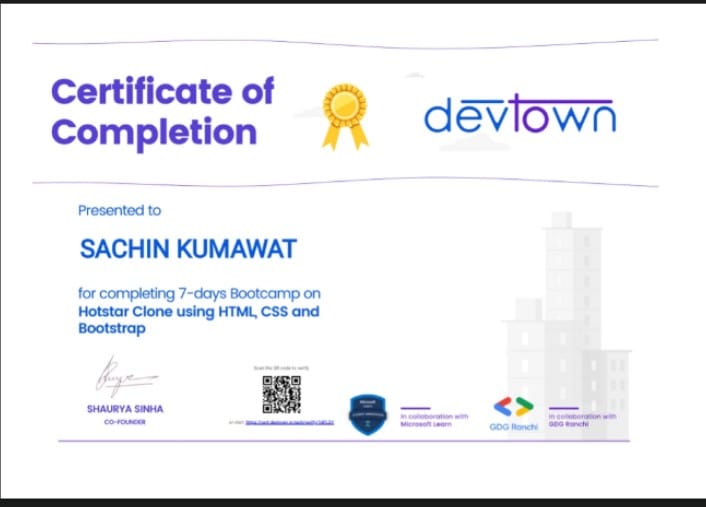 Certificate of
Completion
devtown
Presented to
SACHIN KUMAWAT
for completing 7-days Bootcamp on
Hotstar Clone using HTML, CSS and
Bootstrap
SHAURYA SINHA
CO-FOUNDER
Scan the QR code to verify
or visit
Microsoft
In collaboration with
Microsoft Learn
GDG Ranchi
In collaboration with
GDG Ranchi